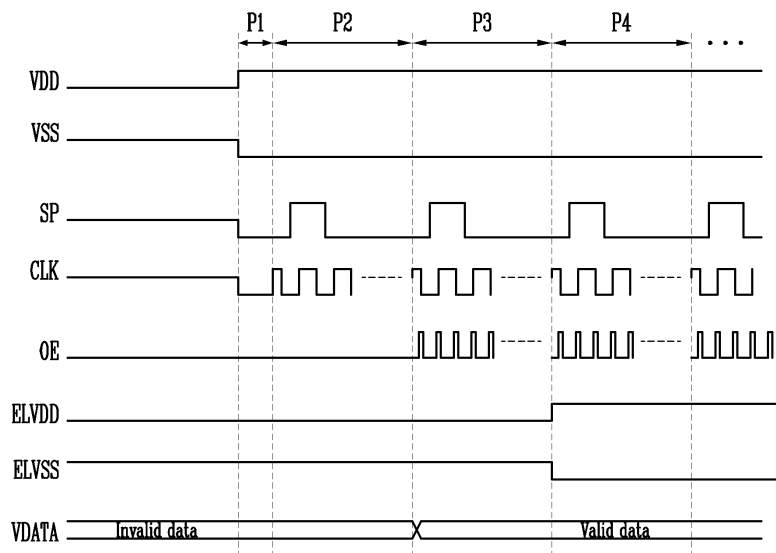 P1 P2 P3 P4 ...
VDD
VSS
SP
CLK
OE
ELVDD
ELVSS
VDATA Invalid data Valid data